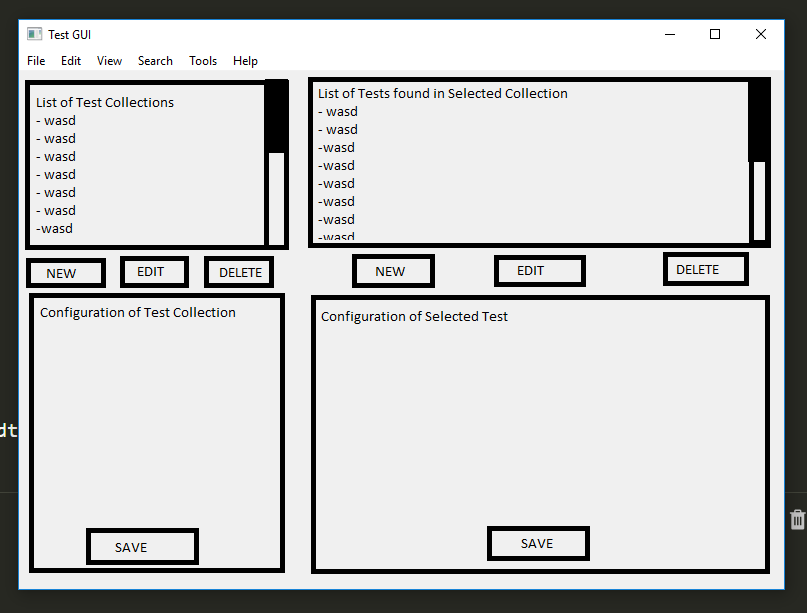 Test GUI
File Edit View Search Tools Help
List of Test Collections
- wasd
- wasd
- wasd
- wasd
- wasd
- wasd
-wasd
NEW EDIT DELETE
Configuration of Test Collection
SAVE
List of Tests found in Selected Collection
- wasd
- wasd
-wasd
-wasd
-wasd
-wasd
-wasd
-wasd
NEW EDIT DELETE
Configuration of Selected Test
SAVE
dt